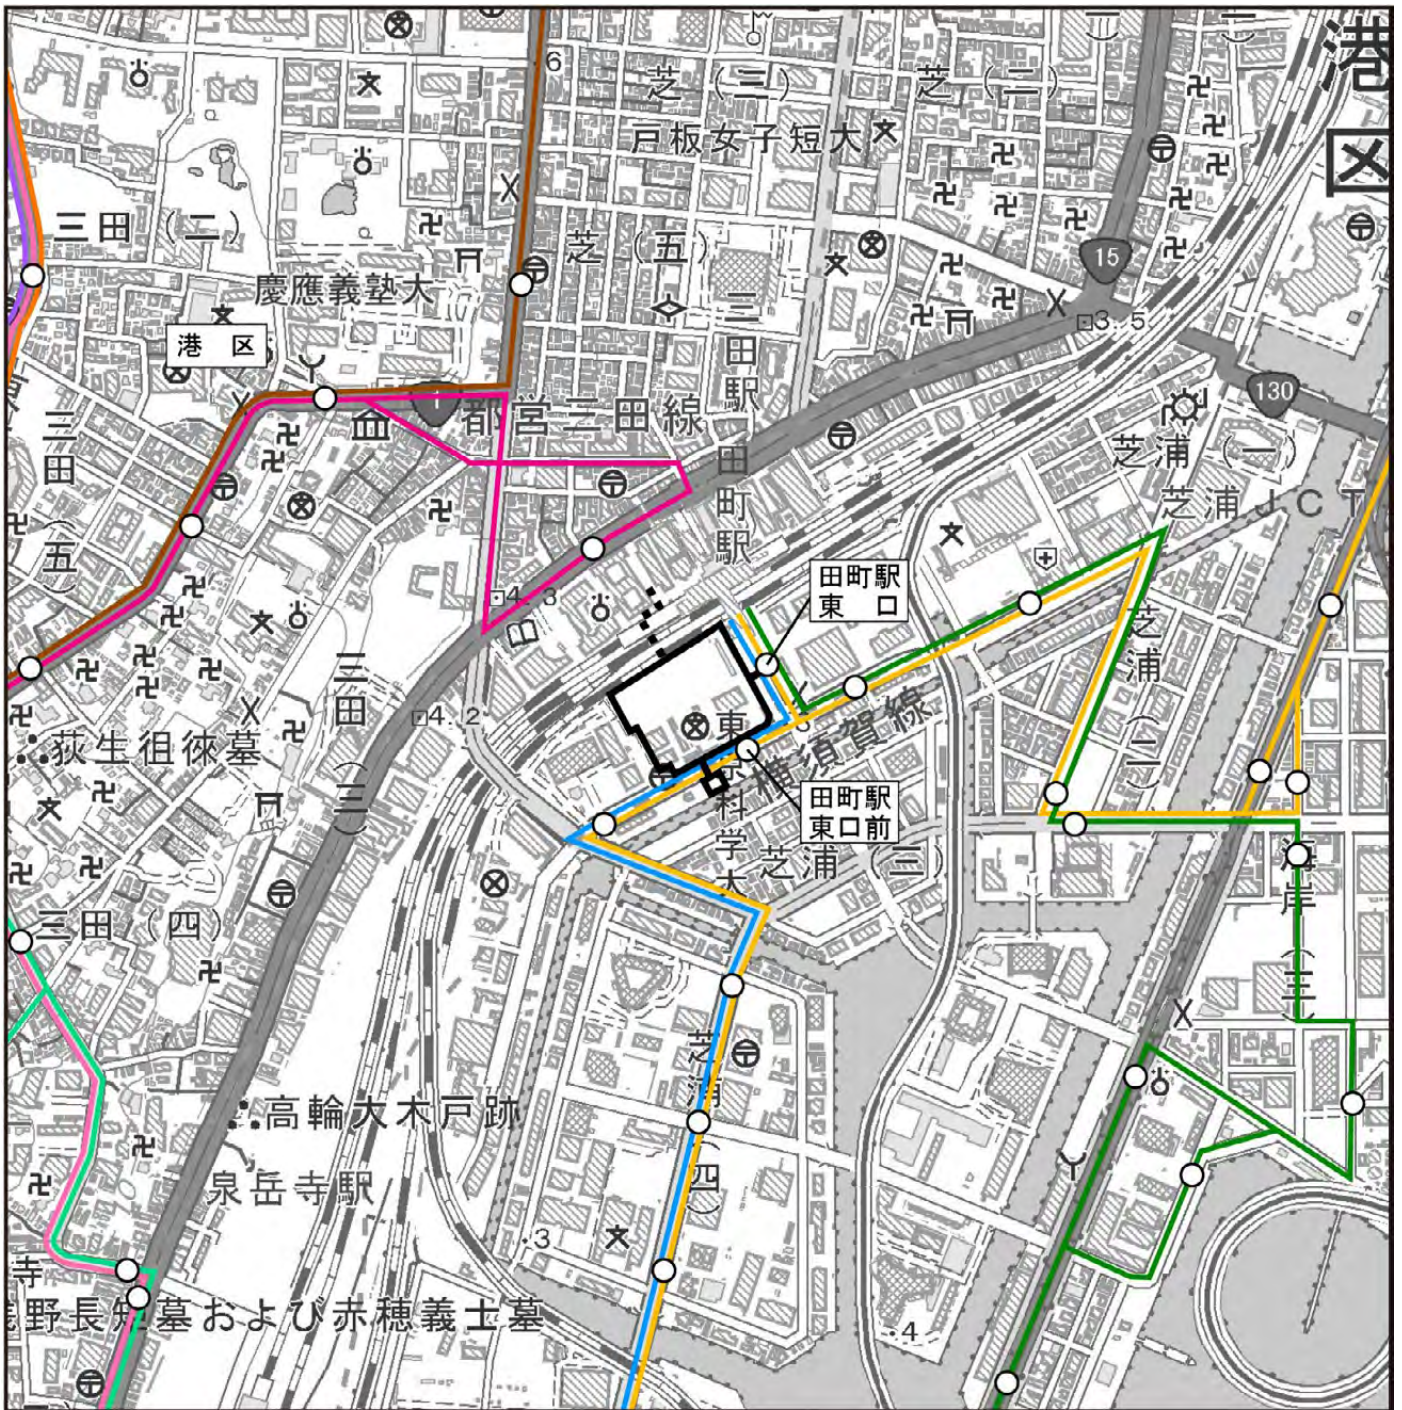 6
芝（三）
芝（二）
港区
戸板女子短大
15
三田（二）
芝（五）
慶應義塾大
三田駅
港　区
3.5
130
1
都営三田線
三田（五）
芝浦（一）
田町駅
芝浦ＪＣＴ
田町駅
東　口
4.3
芝浦（二）
三田（三）
4.2
荻生徂徠墓
横須賀線
東京科学大
田町駅
東口前
芝浦（三）
海岸（三）
三田（四）
芝浦（四）
高輪大木戸跡
泉岳寺駅
.3
寺
野長矩墓および赤穂義士墓
.4